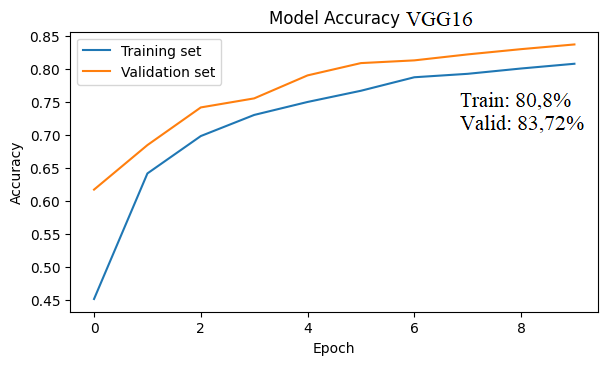 Model Accuracy VGG16
0.85
0.80
0.75
0.70
0.65
0.60
0.55
0.50
0.45
Accuracy
Training set
Validation set
Train: 80,8%
Valid: 83,72%
0 2 4 6 8
Epoch